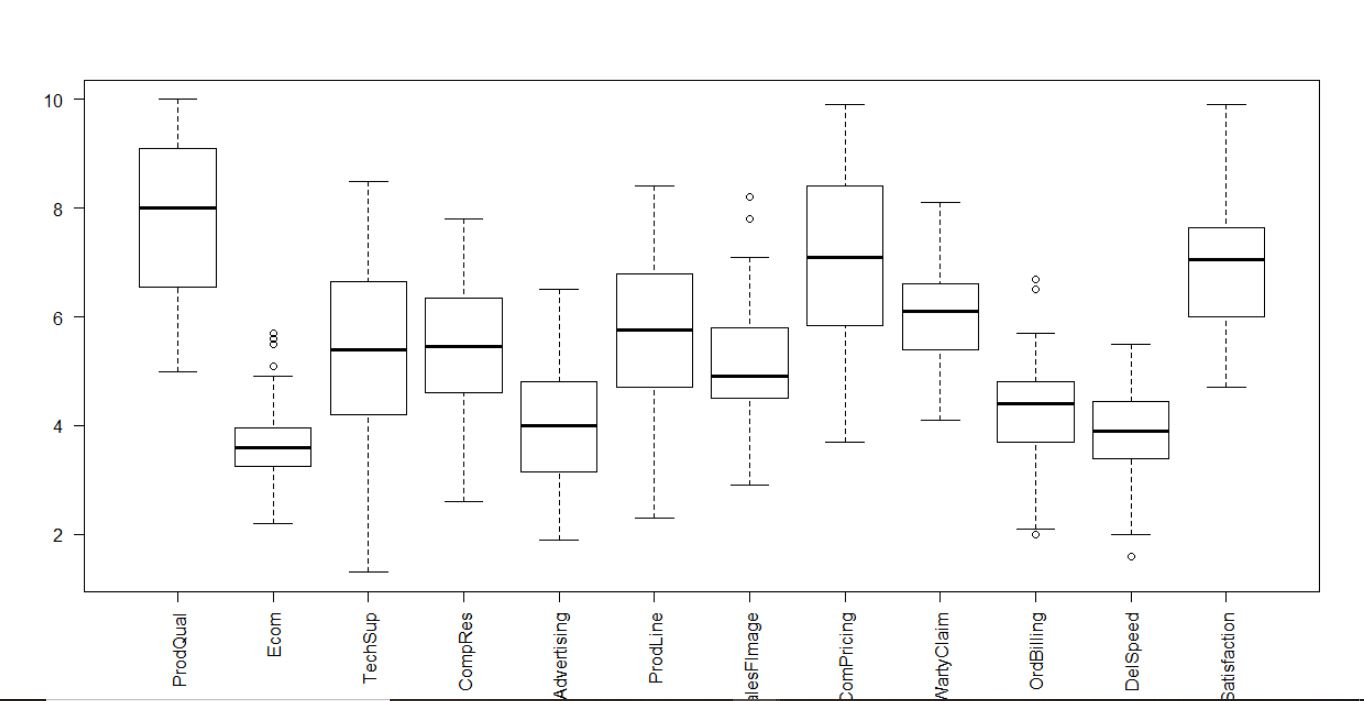 10
8
6
4
2
ProdQual
Ecom
TechSup
CompRes
Advertising
ProdLine
alesFImage
ComPricing
WartyClaim
OrdBilling
DelSpeed
Satisfaction